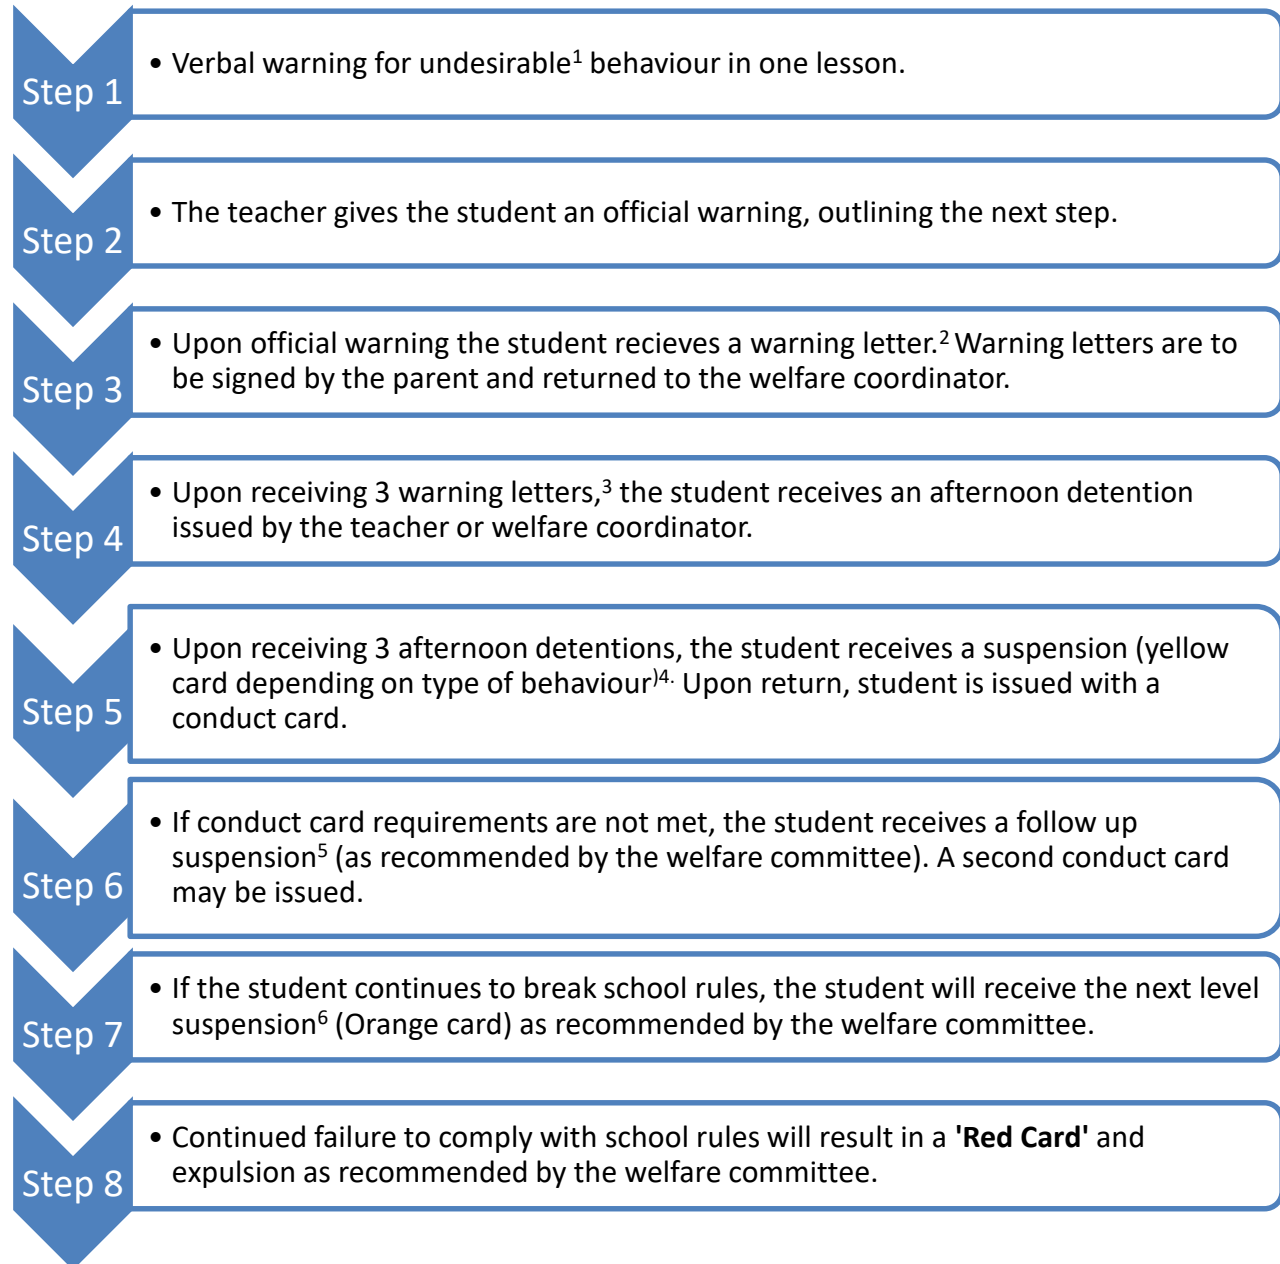 Step 1
• Verbal warning for undesirable¹ behaviour in one lesson.
Step 2
• The teacher gives the student an official warning, outlining the next step.
Step 3
• Upon official warning the student recieves a warning letter.² Warning letters are to
be signed by the parent and returned to the welfare coordinator.
Step 4
• Upon receiving 3 warning letters,³ the student receives an afternoon detention
issued by the teacher or welfare coordinator.
Step 5
• Upon receiving 3 afternoon detentions, the student receives a suspension (yellow
card depending on type of behaviour⁾⁴· Upon return, student is issued with a
conduct card.
Step 6
• If conduct card requirements are not met, the student receives a follow up
suspension⁵ (as recommended by the welfare committee). A second conduct card
may be issued.
Step 7
• If the student continues to break school rules, the student will receive the next level
suspension⁶ (Orange card) as recommended by the welfare committee.
Step 8
• Continued failure to comply with school rules will result in a 'Red Card' and
expulsion as recommended by the welfare committee.